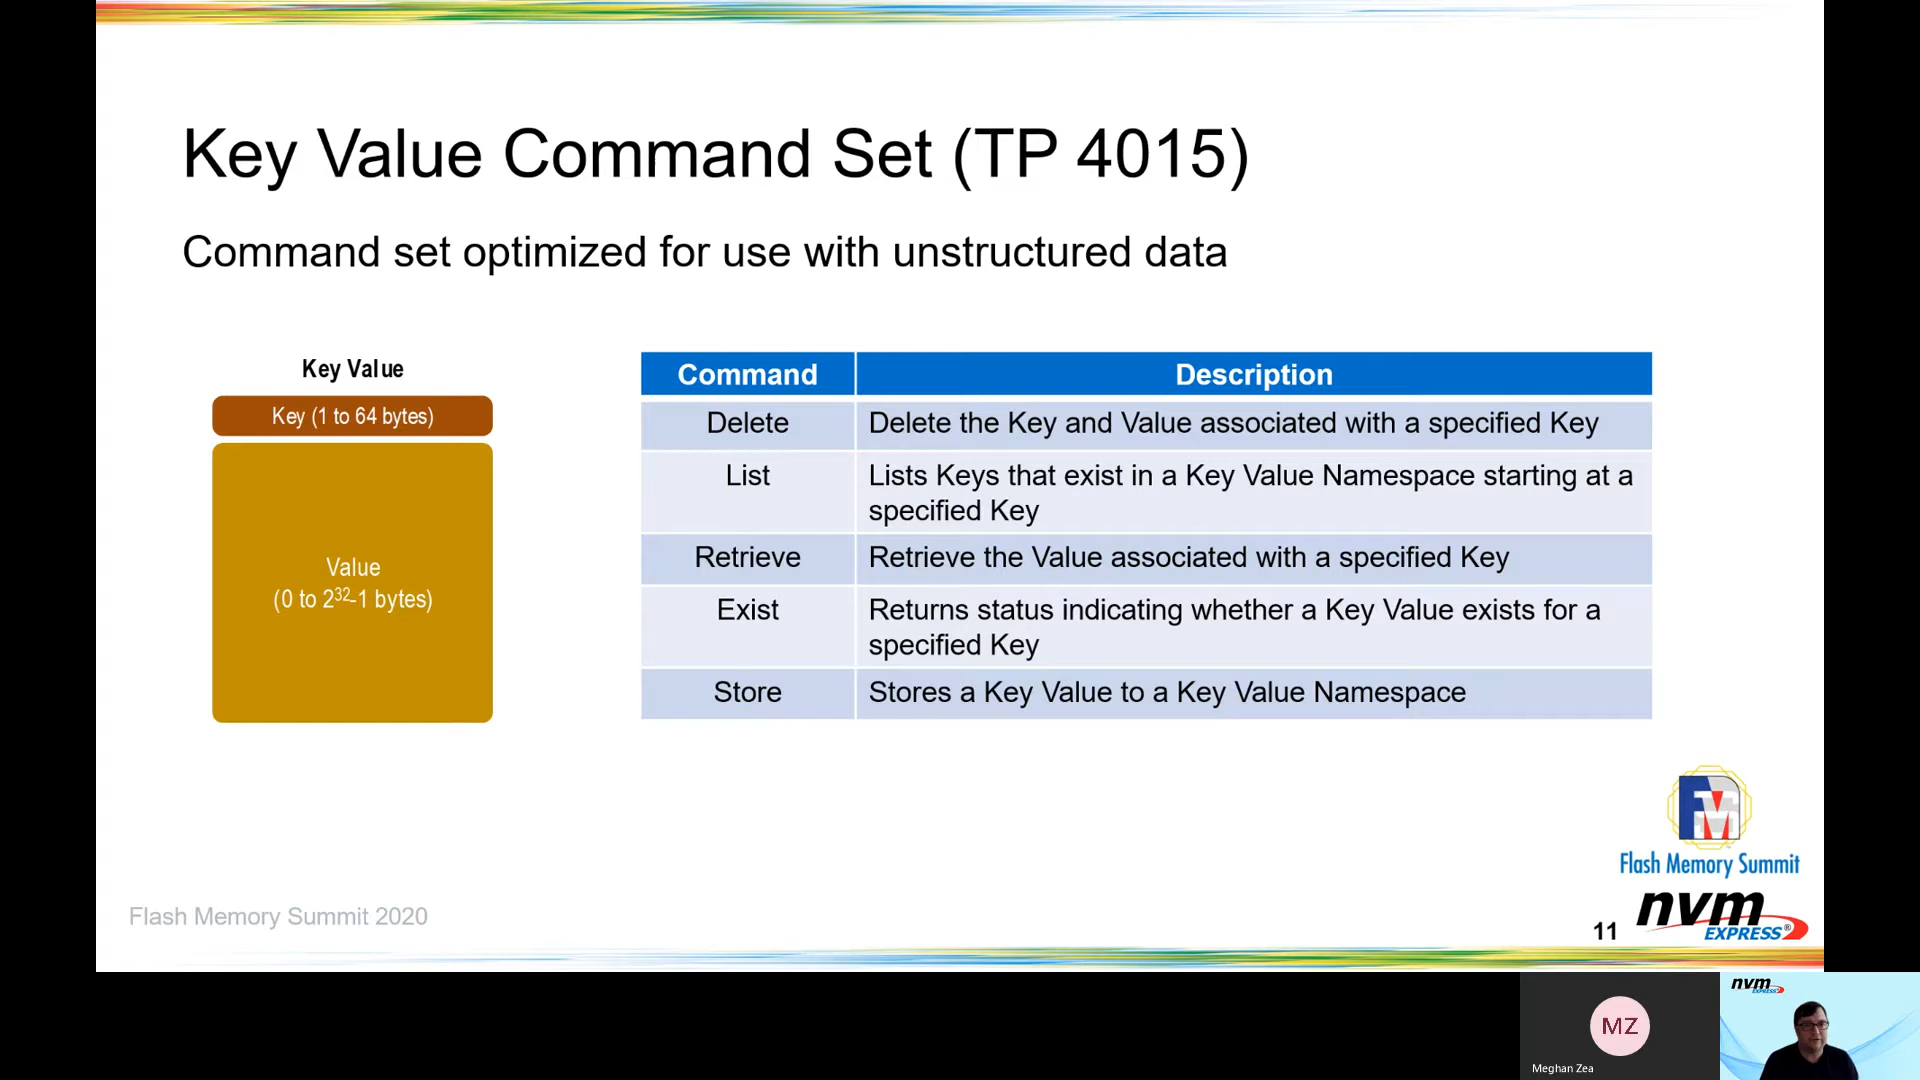 Key Value Command Set (TP 4015)
Command set optimized for use with unstructured data
Key Value
Key (1 to 64 bytes)
Value
(0 to 2³²-1 bytes)
Command Description
Delete Delete the Key and Value associated with a specified Key
List Lists Keys that exist in a Key Value Namespace starting at a
specified Key
Retrieve Retrieve the Value associated with a specified Key
Exist Returns status indicating whether a Key Value exists for a
specified Key
Store Stores a Key Value to a Key Value Namespace
FM
Flash Memory Summit
Flash Memory Summit 2020
11
nvm
EXPRESS®
MZ
Meghan Zea
nvm
EXPRESS